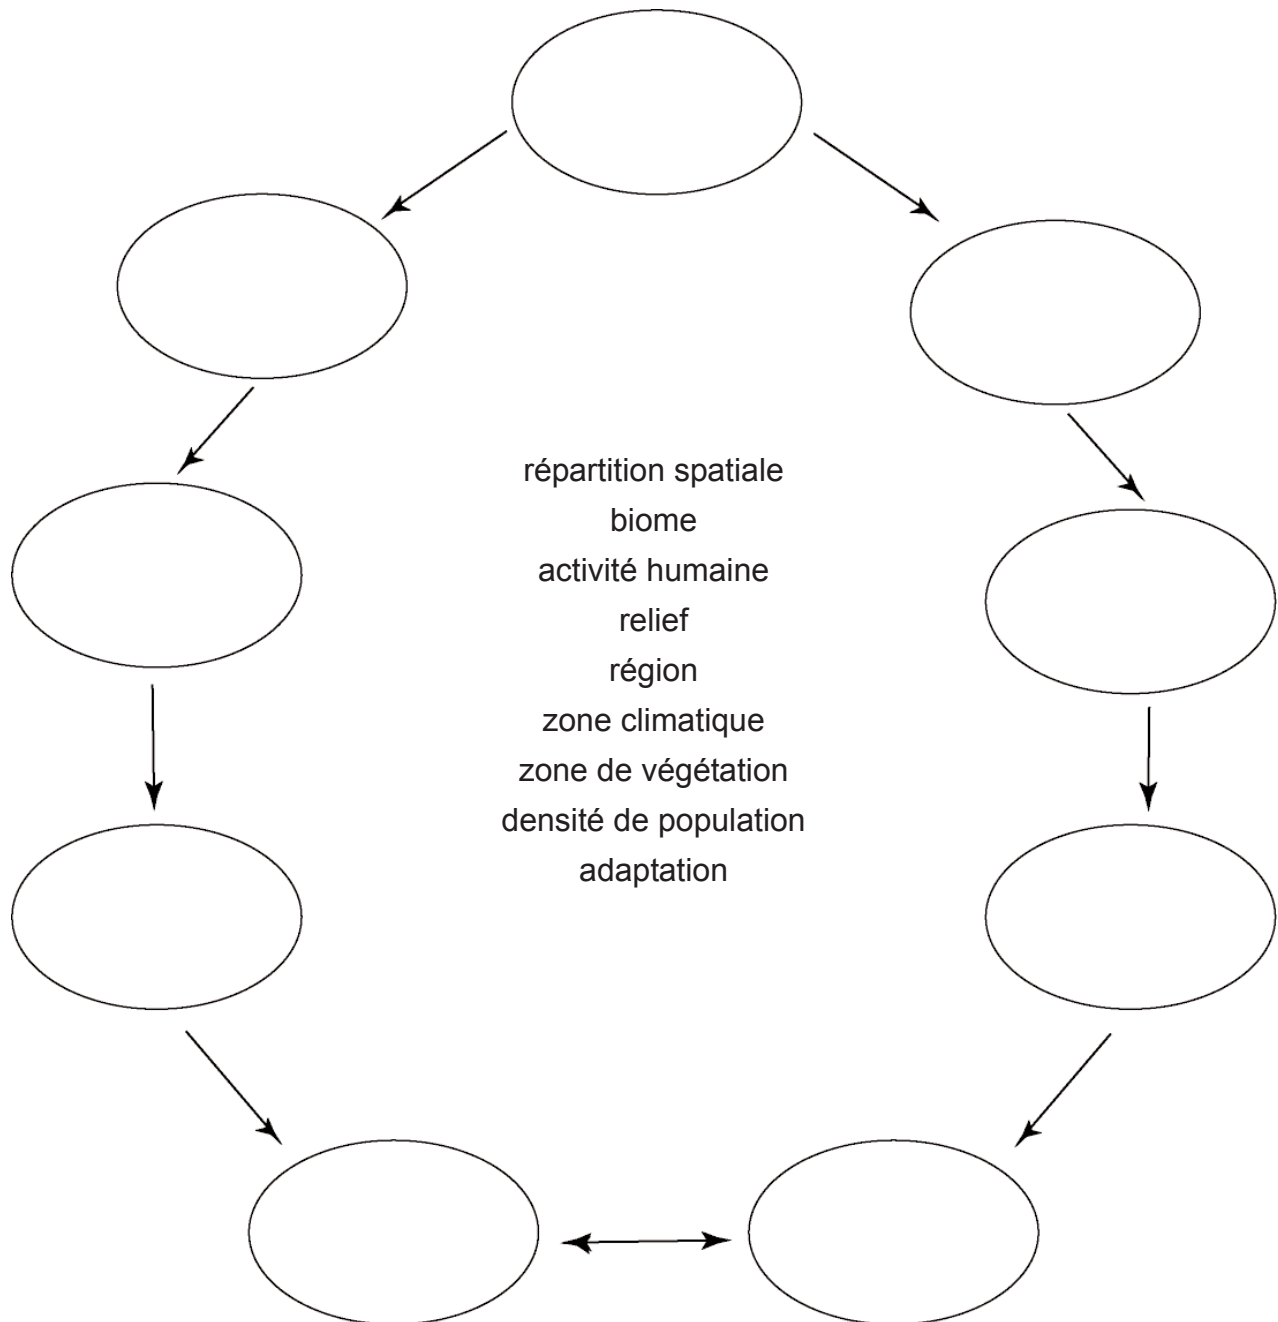 répartition spatiale
biome
activité humaine
relief
région
zone climatique
zone de végétation
densité de population
adaptation